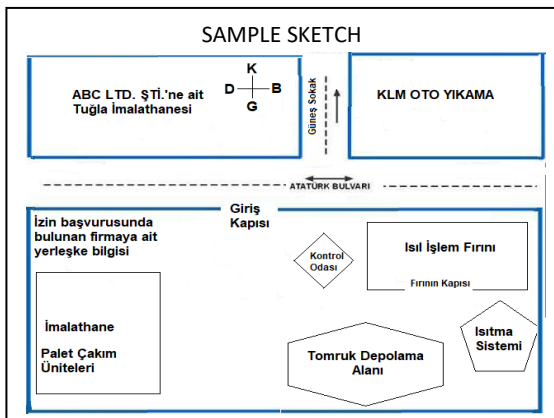 SAMPLE SKETCH
ABC LTD. ŞTİ.'ne ait
Tuğla İmalathanesi
K
D
B
G
Güneş Sokak
KLM OTO YIKAMA
ATATÜRK BULVARI
Giriş
Kapısı
İzin başvurusunda
bulunan firmaya ait
yerleşke bilgisi
Kontrol
Odası
Isıl İşlem Fırını
Fırının Kapısı
İmalathane
Palet Çakım
Üniteleri
Tomruk Depolama
Alanı
Isıtma
Sistemi